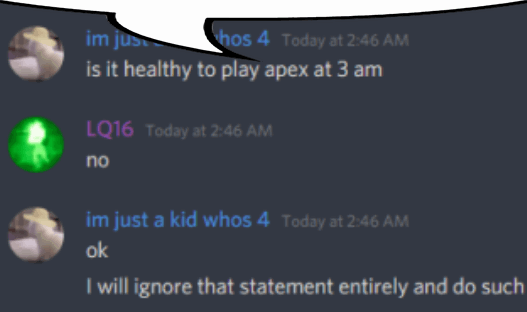 im just a whos 4 Today at 2:46 AM
is it healthy to play apex at 3 am
LQ16 Today at 2:46 AM
no
im just a kid whos 4 Today at 2:46 AM
ok
I will ignore that statement entirely and do such